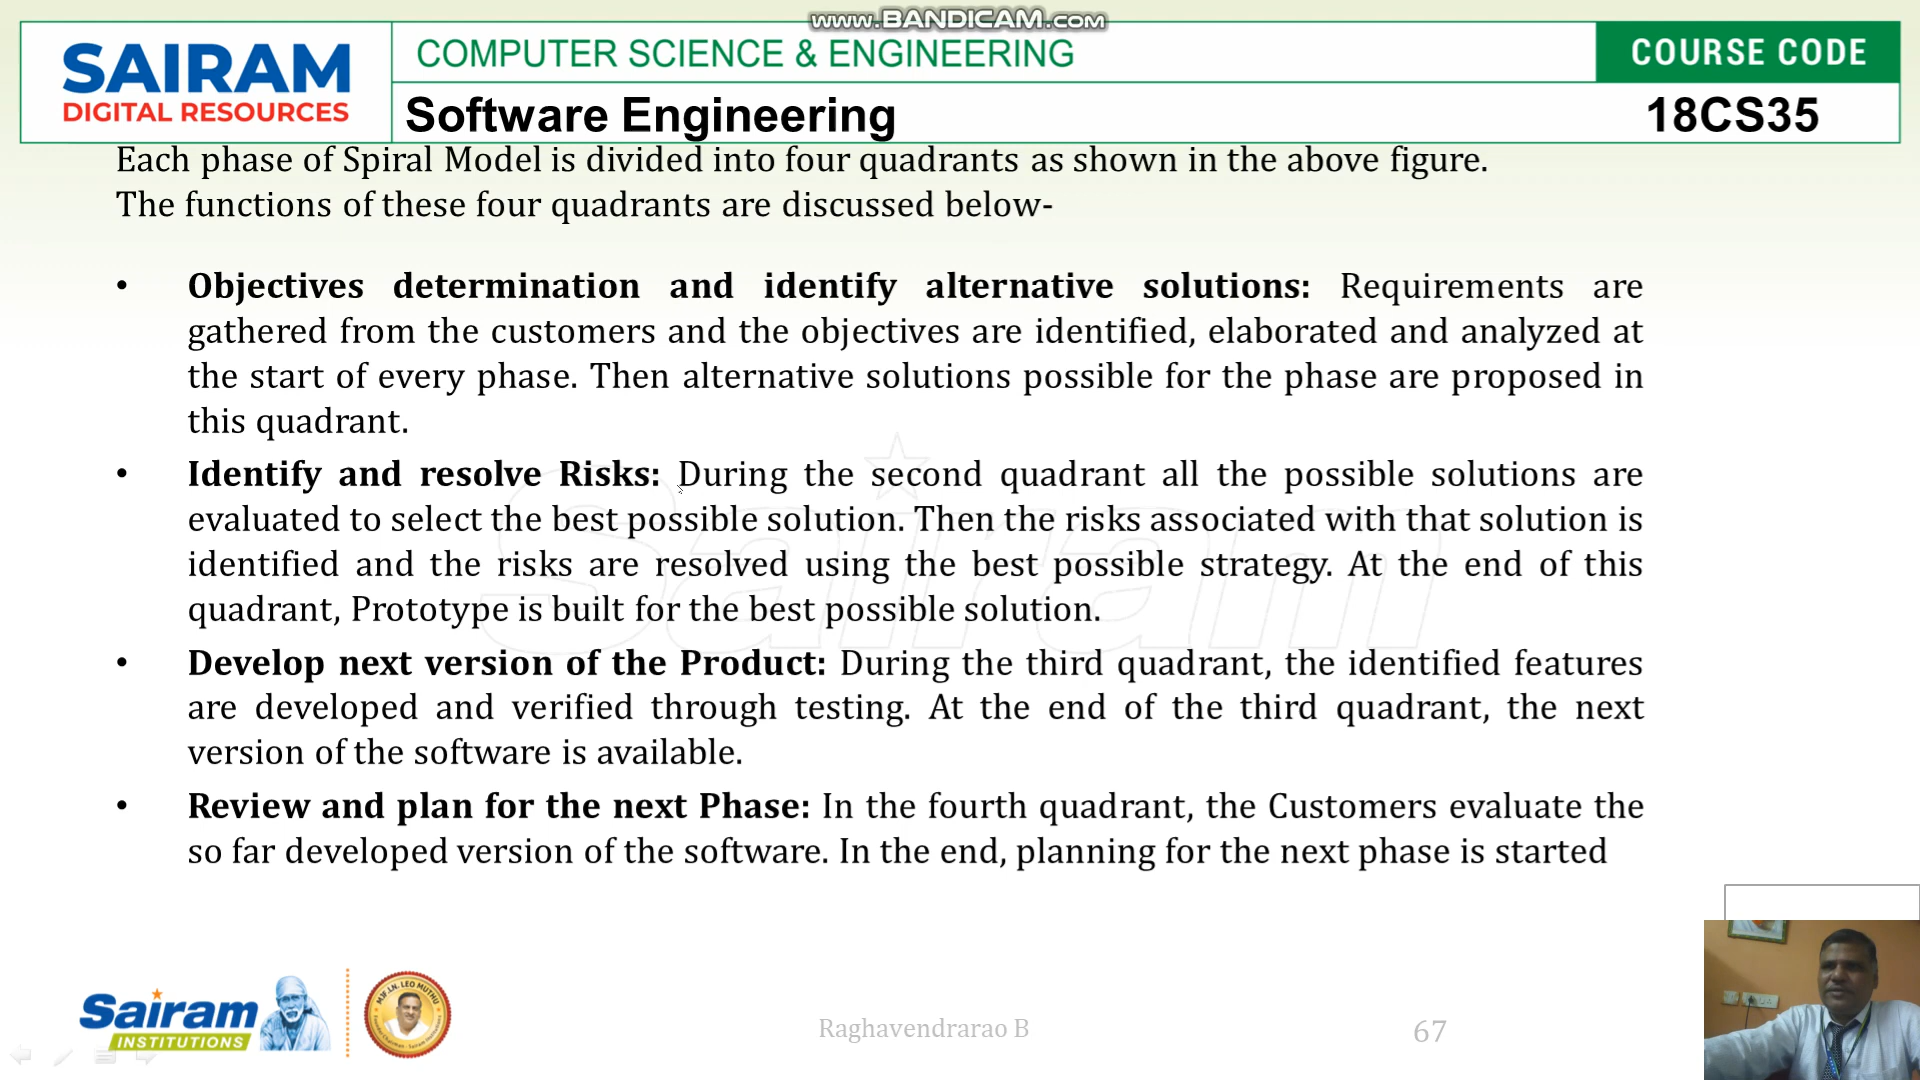 www.BANDICAM.com
SAIRAM
DIGITAL RESOURCES
COMPUTER SCIENCE & ENGINEERING
COURSE CODE
Software Engineering
18CS35
Each phase of Spiral Model is divided into four quadrants as shown in the above figure.
The functions of these four quadrants are discussed below-
• Objectives determination and identify alternative solutions: Requirements are
gathered from the customers and the objectives are identified, elaborated and analyzed at
the start of every phase. Then alternative solutions possible for the phase are proposed in
this quadrant.
• Identify and resolve Risks: During the second quadrant all the possible solutions are
evaluated to select the best possible solution. Then the risks associated with that solution is
identified and the risks are resolved using the best possible strategy. At the end of this
quadrant, Prototype is built for the best possible solution.
• Develop next version of the Product: During the third quadrant, the identified features
are developed and verified through testing. At the end of the third quadrant, the next
version of the software is available.
• Review and plan for the next Phase: In the fourth quadrant, the Customers evaluate the
so far developed version of the software. In the end, planning for the next phase is started
Sairam
Sairam
INSTITUTIONS
MJF.LN. LEO MUTHU
Raghavendrarao B
67